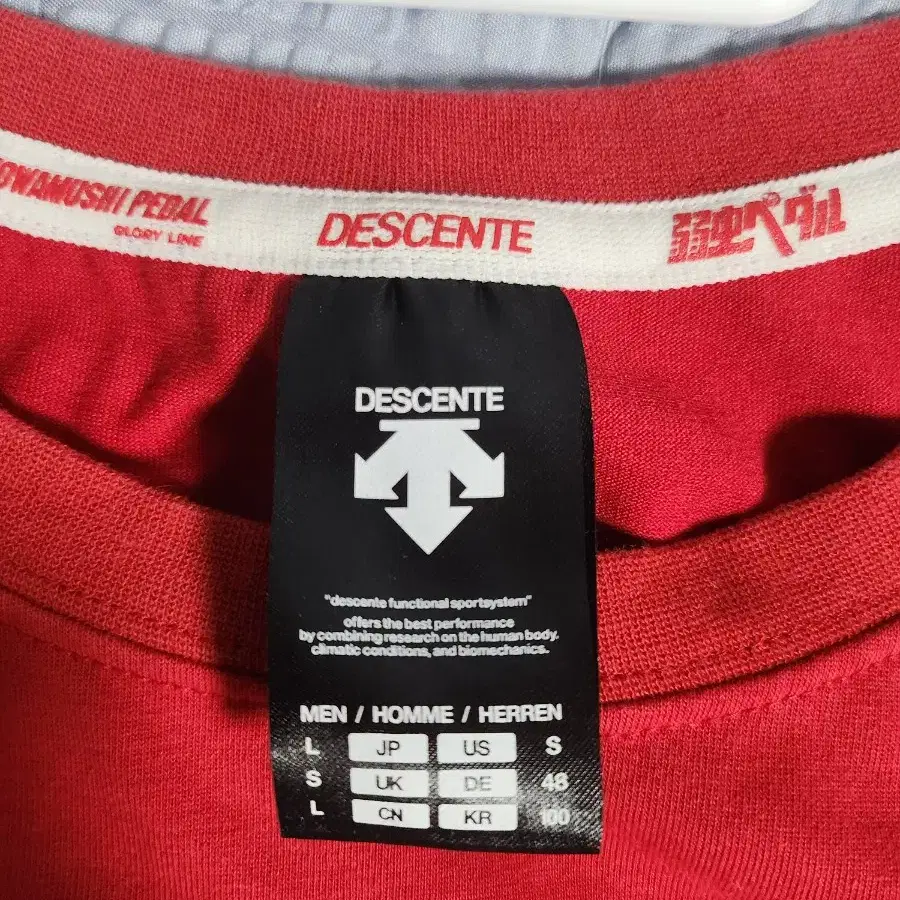 OWAMUSHI PEDAL
GLORY LINE
DESCENTE
弱虫ペダル
DESCENTE
"descente functional sportsystem"
offers the best performance
by combining research on the human body,
climatic conditions, and biomechanics.
MEN / HOMME / HERREN
L JP US S
S UK DE 48
L CN KR 100